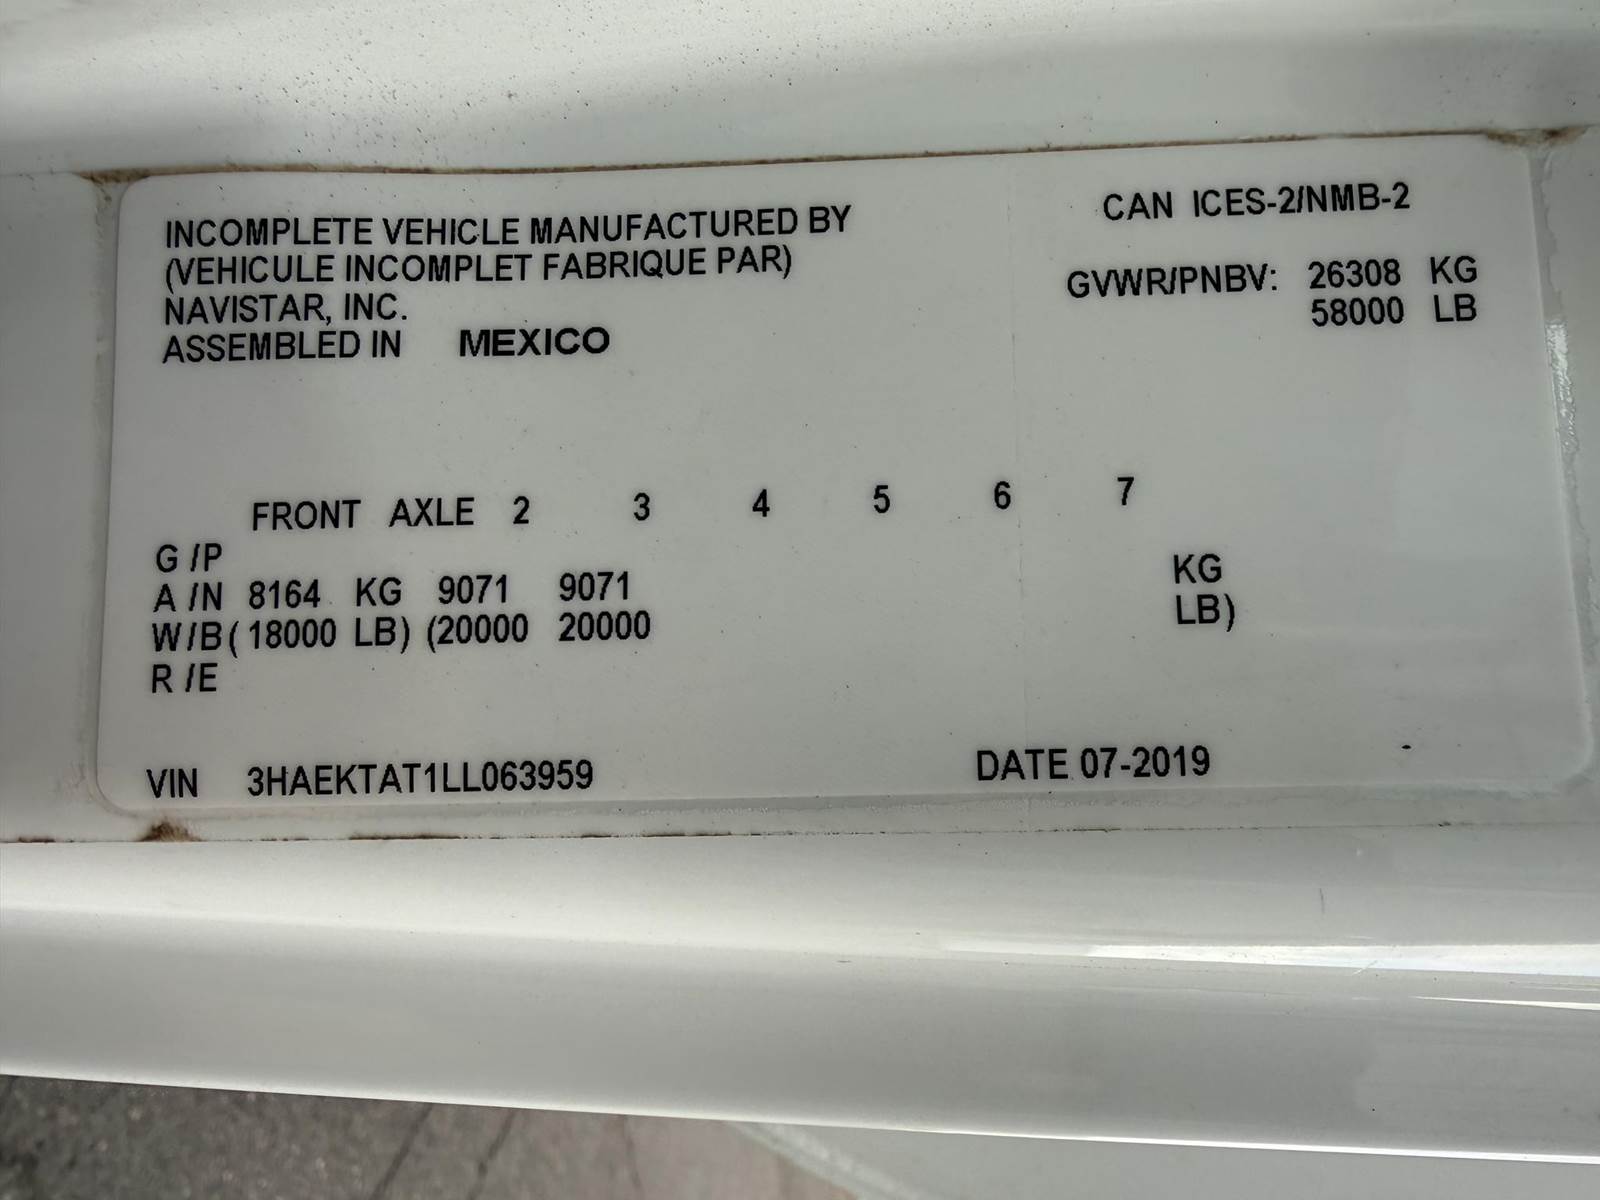 INCOMPLETE VEHICLE MANUFACTURED BY
(VEHICULE INCOMPLET FABRIQUE PAR)
NAVISTAR, INC.
ASSEMBLED IN MEXICO
CAN ICES-2/NMB-2
GVWR/PNBV: 26308 KG
58000 LB
FRONT AXLE 2 3 4 5 6 7
G /P
A /N 8164 KG 9071 9071 KG
W/B ( 18000 LB) (20000 20000 LB)
R /E
VIN 3HAEKTAT1LL063959 DATE 07-2019